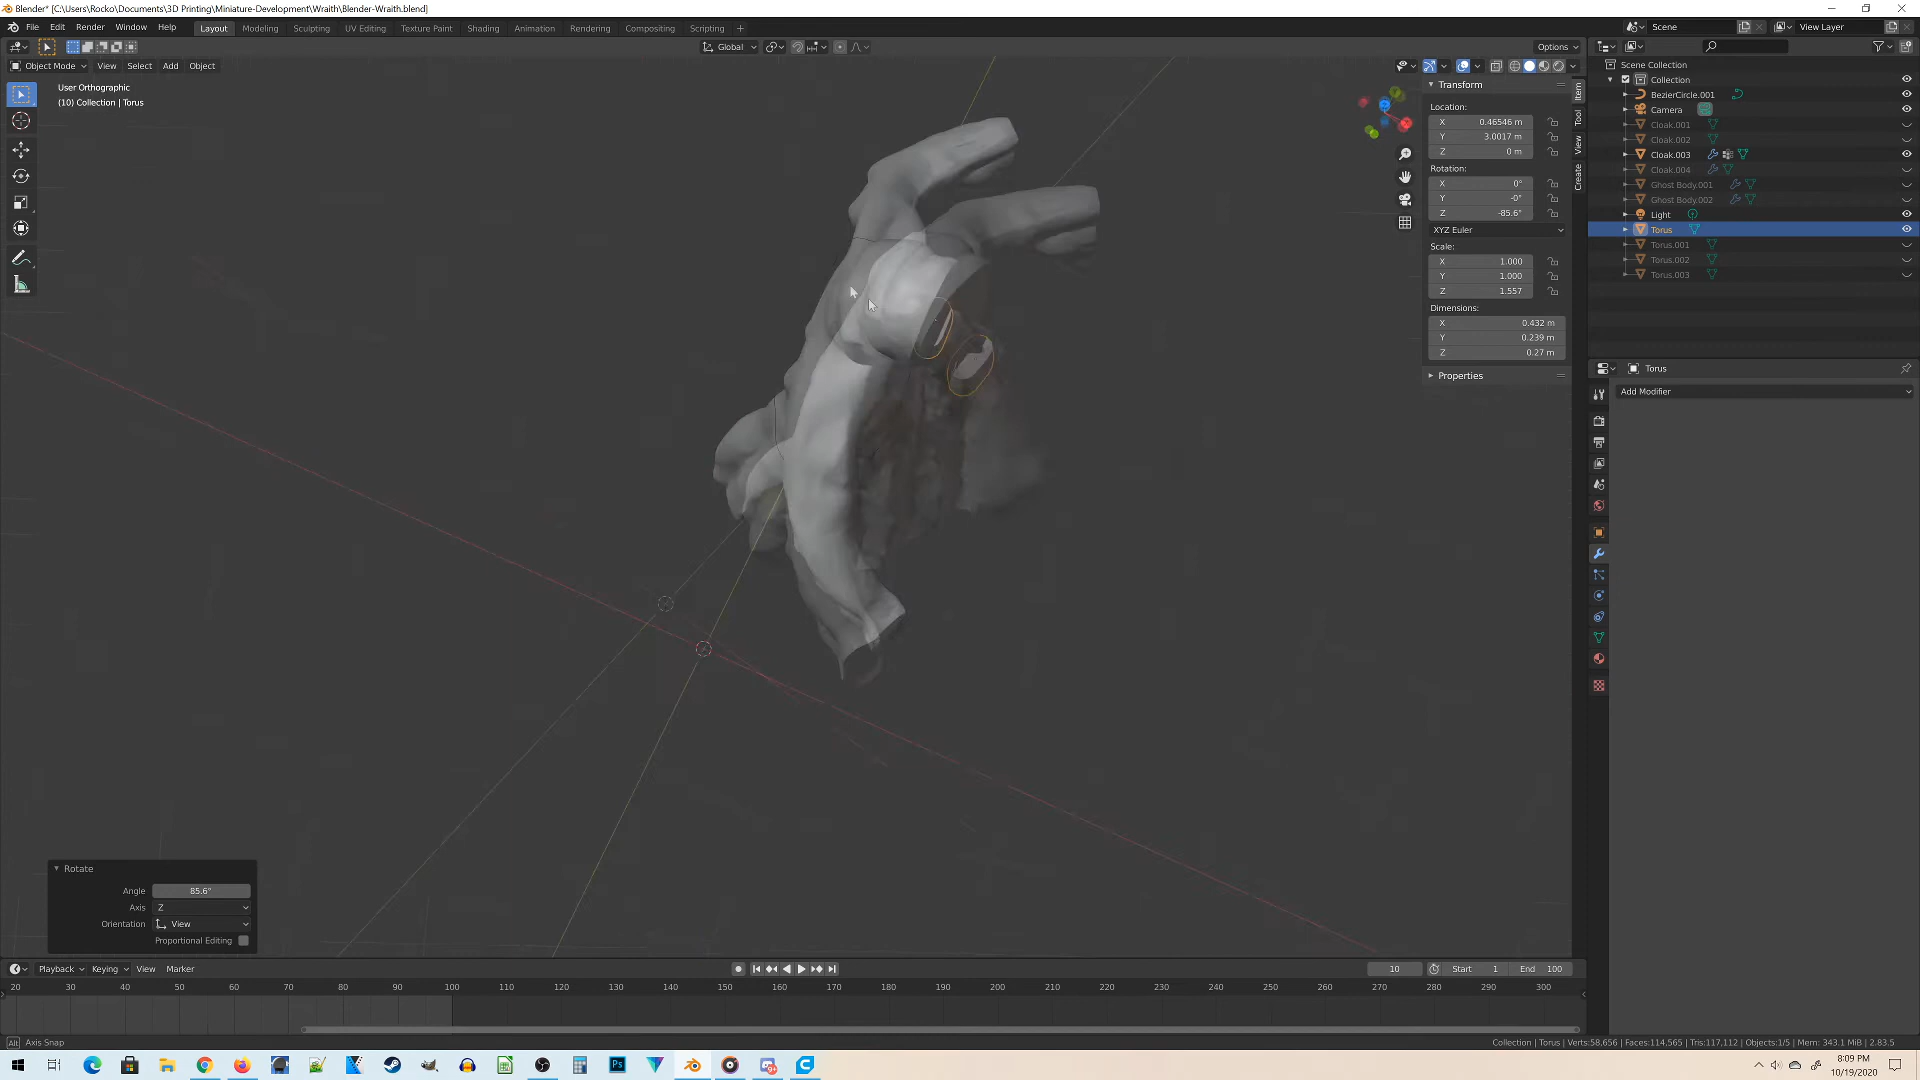 Blender* [C:\Users\Rocko\Documents\3D Printing\Miniature-Development\Wraith\Blender-Wraith.blend]
File Edit Render Window Help Layout Modeling Sculpting UV Editing Texture Paint Shading Animation Rendering Compositing Scripting + Scene View Layer
Global Options
Object Mode View Select Add Object
User Orthographic
(10) Collection | Torus
Transform
Location:
X 0.46546 m
Y 3.0017 m
Z 0 m
Rotation:
X 0°
Y -0°
Z -85.6°
XYZ Euler
Scale:
X 1.000
Y 1.000
Z 1.557
Dimensions:
X 0.432 m
Y 0.239 m
Z 0.27 m
Properties
Item
Tool
View
Create
Scene Collection
Collection
BezierCircle.001
Camera
Cloak.001
Cloak.002
Cloak.003
Cloak.004
Ghost Body.001
Ghost Body.002
Light
Torus
Torus.001
Torus.002
Torus.003
Torus
Add Modifier
Rotate
Angle 85.6°
Axis Z
Orientation View
Proportional Editing
Playback Keying View Marker 10 Start 1 End 100
20 30 40 50 60 70 80 90 100 110 120 130 140 150 160 170 180 190 200 210 220 230 240 250 260 270 280 290 300
Alt Axis Snap
Collection | Torus | Verts:58,656 | Faces:114,565 | Tris:117,112 | Objects:1/5 | Mem: 343.1 MiB | 2.83.5
Ps
8:09 PM
10/19/2020